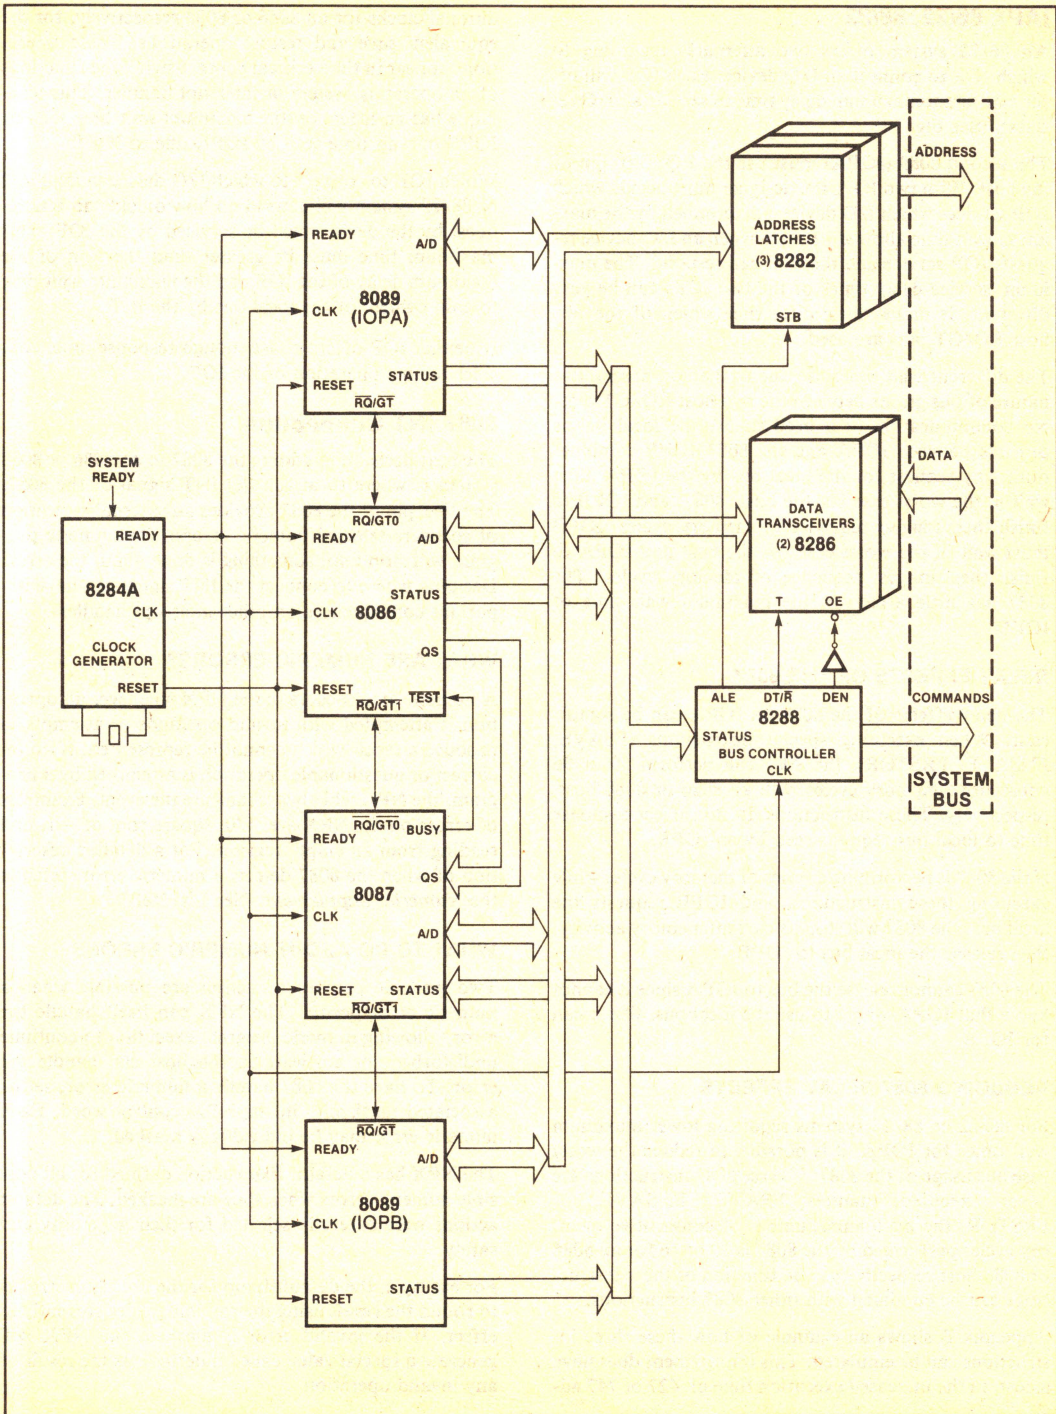 ADDRESS
ADDRESS
LATCHES
(3) 8282
STB
READY
A/D
8089
(IOPA)
CLK
STATUS
RESET
RQ/GT
SYSTEM
READY
READY
8284A
CLK
CLOCK
GENERATOR
RESET
RQ/GT0
READY
A/D
STATUS
CLK
8086
QS
RESET
TEST
RQ/GT1
DATA
DATA
TRANSCEIVERS
(2) 8286
T OE
ALE DT/R DEN
8288
STATUS
BUS CONTROLLER
CLK
COMMANDS
SYSTEM
BUS
RQ/GT0
BUSY
READY
QS
8087
CLK
A/D
RESET
STATUS
RQ/GT1
RQ/GT
READY
A/D
8089
(IOPB)
CLK
STATUS
RESET